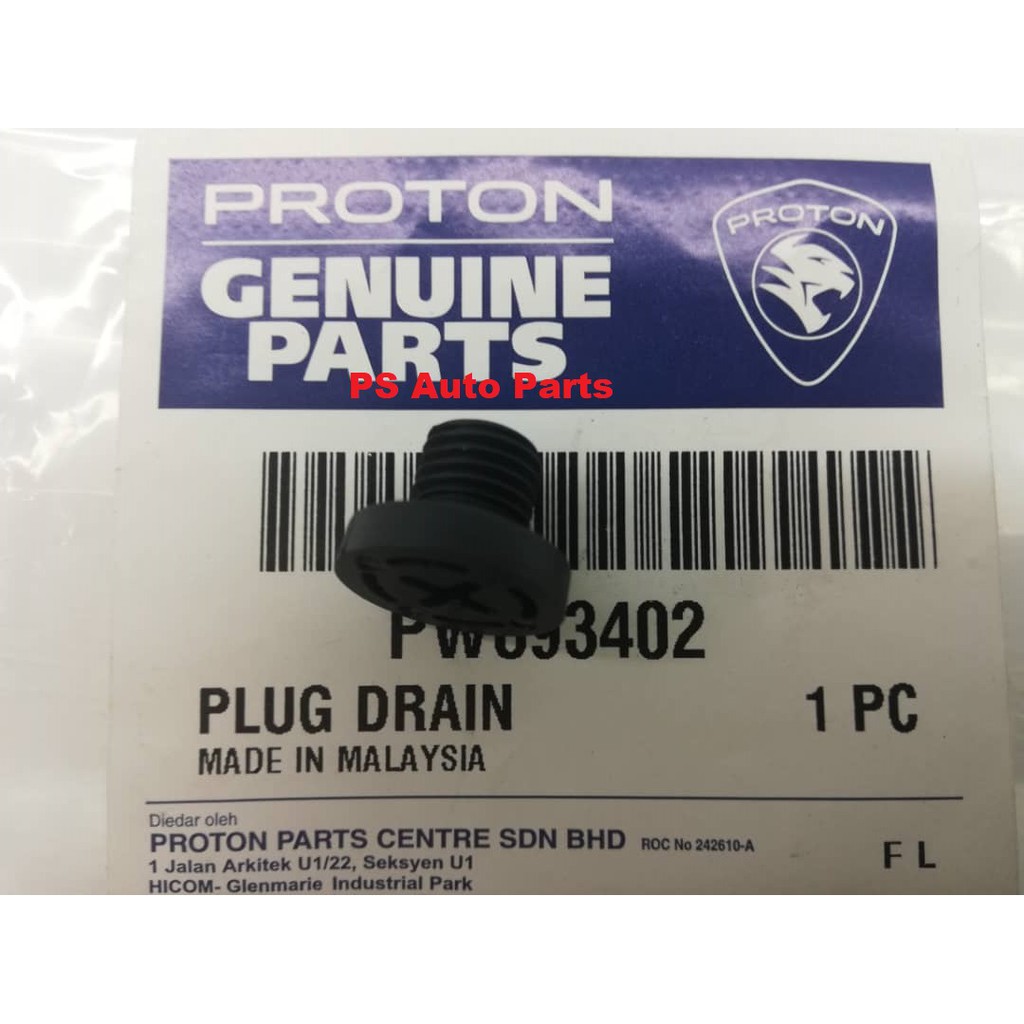 PROTON
GENUINE
PARTS
PROTON
PS Auto Parts
PLUG DRAIN
1 PC
MADE IN MALAYSIA
Diedar oleh
PROTON PARTS CENTRE SDN BHD ROC No 242610-A
1 Jalan Arkitek U1/22, Seksyen U1
HICOM- Glenmarie Industrial Park
F L